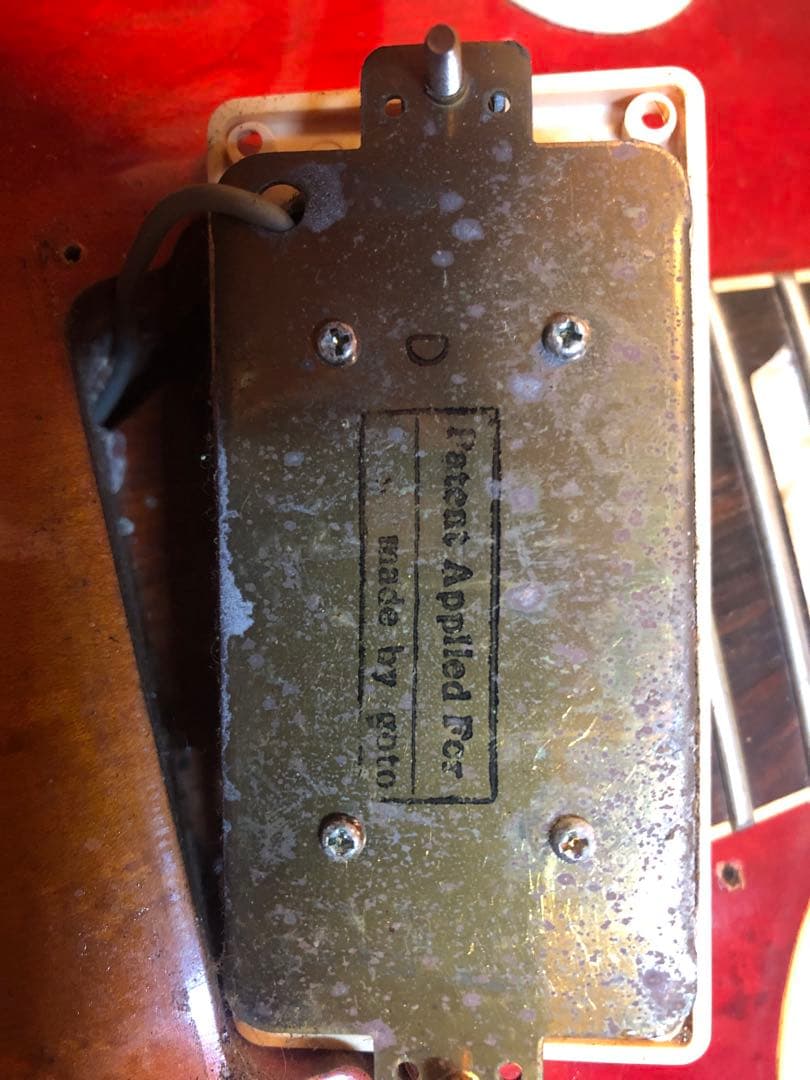 D
Patent Applied For
made by goto